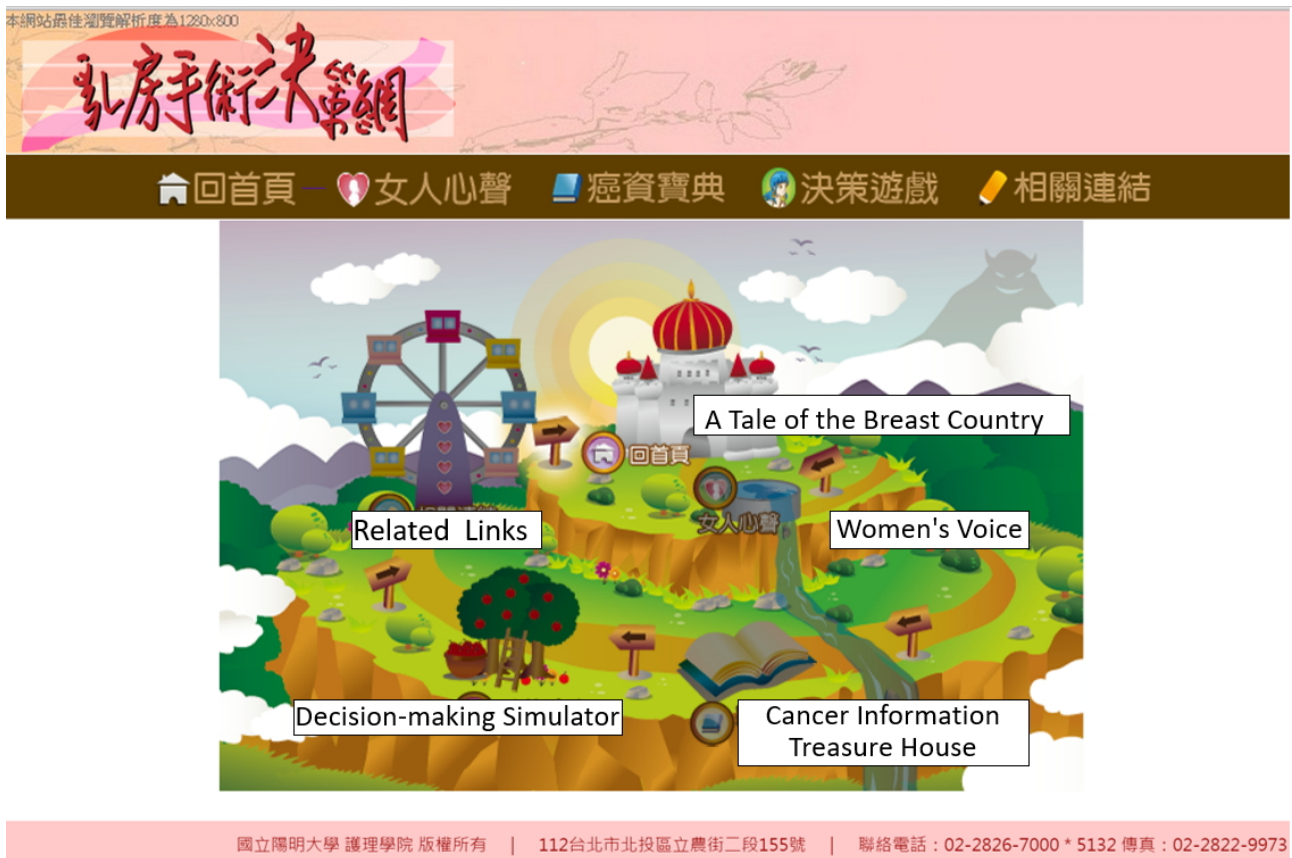 本網站最佳瀏覽解析度為1280x800
乳房手術決策網
回首頁 女人心聲 癌資寶典 決策遊戲 相關連結
A Tale of the Breast Country
回首頁
女人心聲
Related Links
Women's Voice
Decision-making Simulator
Cancer Information
Treasure House
國立陽明大學 護理學院 版權所有 | 112台北市北投區立農街二段155號 | 聯絡電話：02-2826-7000 * 5132 傳真：02-2822-9973